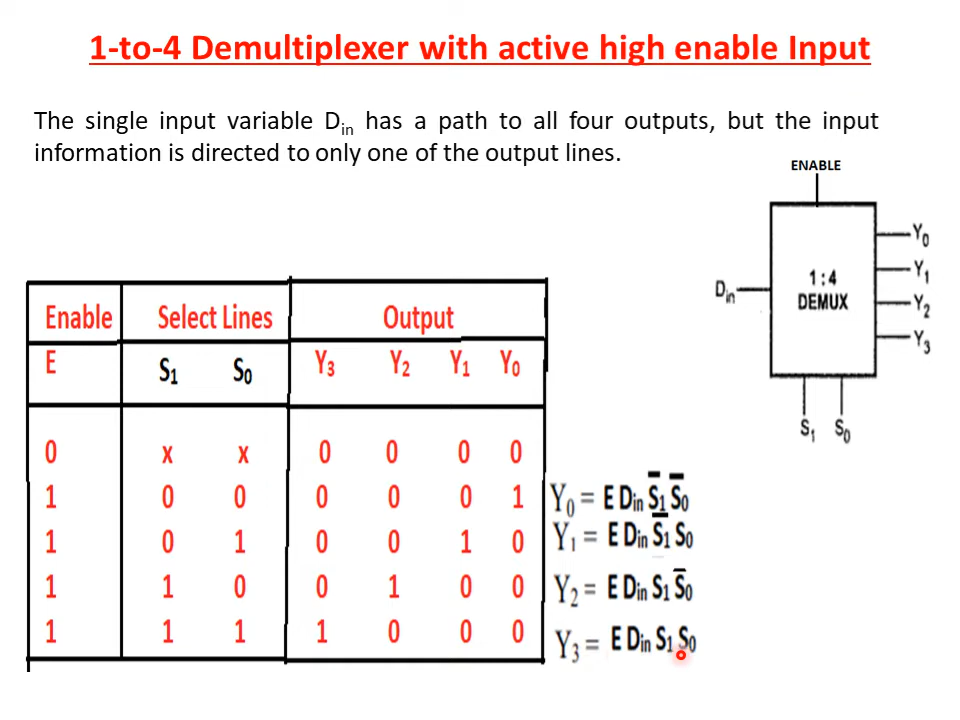 1-to-4 Demultiplexer with active high enable Input
The single input variable Din has a path to all four outputs, but the input
information is directed to only one of the output lines.
ENABLE
Din
1:4
DEMUX
Y0
Y1
Y2
Y3
S1 S0
Enable Select Lines Output
E S1 S0 Y3 Y2 Y1 Y0
0 x x 0 0 0 0
1 0 0 0 0 0 1 Y0 = E Din S̅1 S̅0
1 0 1 0 0 1 0 Y1 = E Din S̅1 S0
1 1 0 0 1 0 0 Y2 = E Din S1 S̅0
1 1 1 1 0 0 0 Y3 = E Din S1 S0